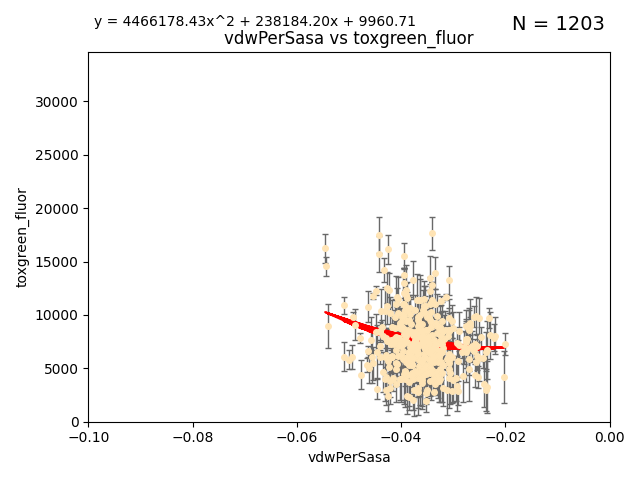 y = 4466178.43x^2 + 238184.20x + 9960.71
N = 1203
vdwPerSasa vs toxgreen_fluor
toxgreen_fluor
30000
25000
20000
15000
10000
5000
0
−0.10
−0.08
−0.06
−0.04
−0.02
0.00
vdwPerSasa